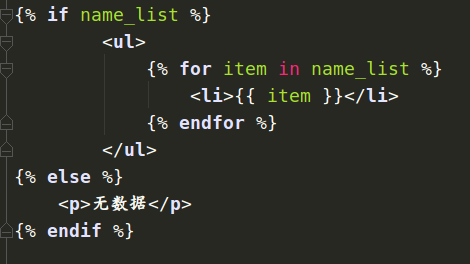 {% if name_list %}
<ul>
{% for item in name_list %}
<li>{{ item }}</li>
{% endfor %}
</ul>
{% else %}
<p>无数据</p>
{% endif %}